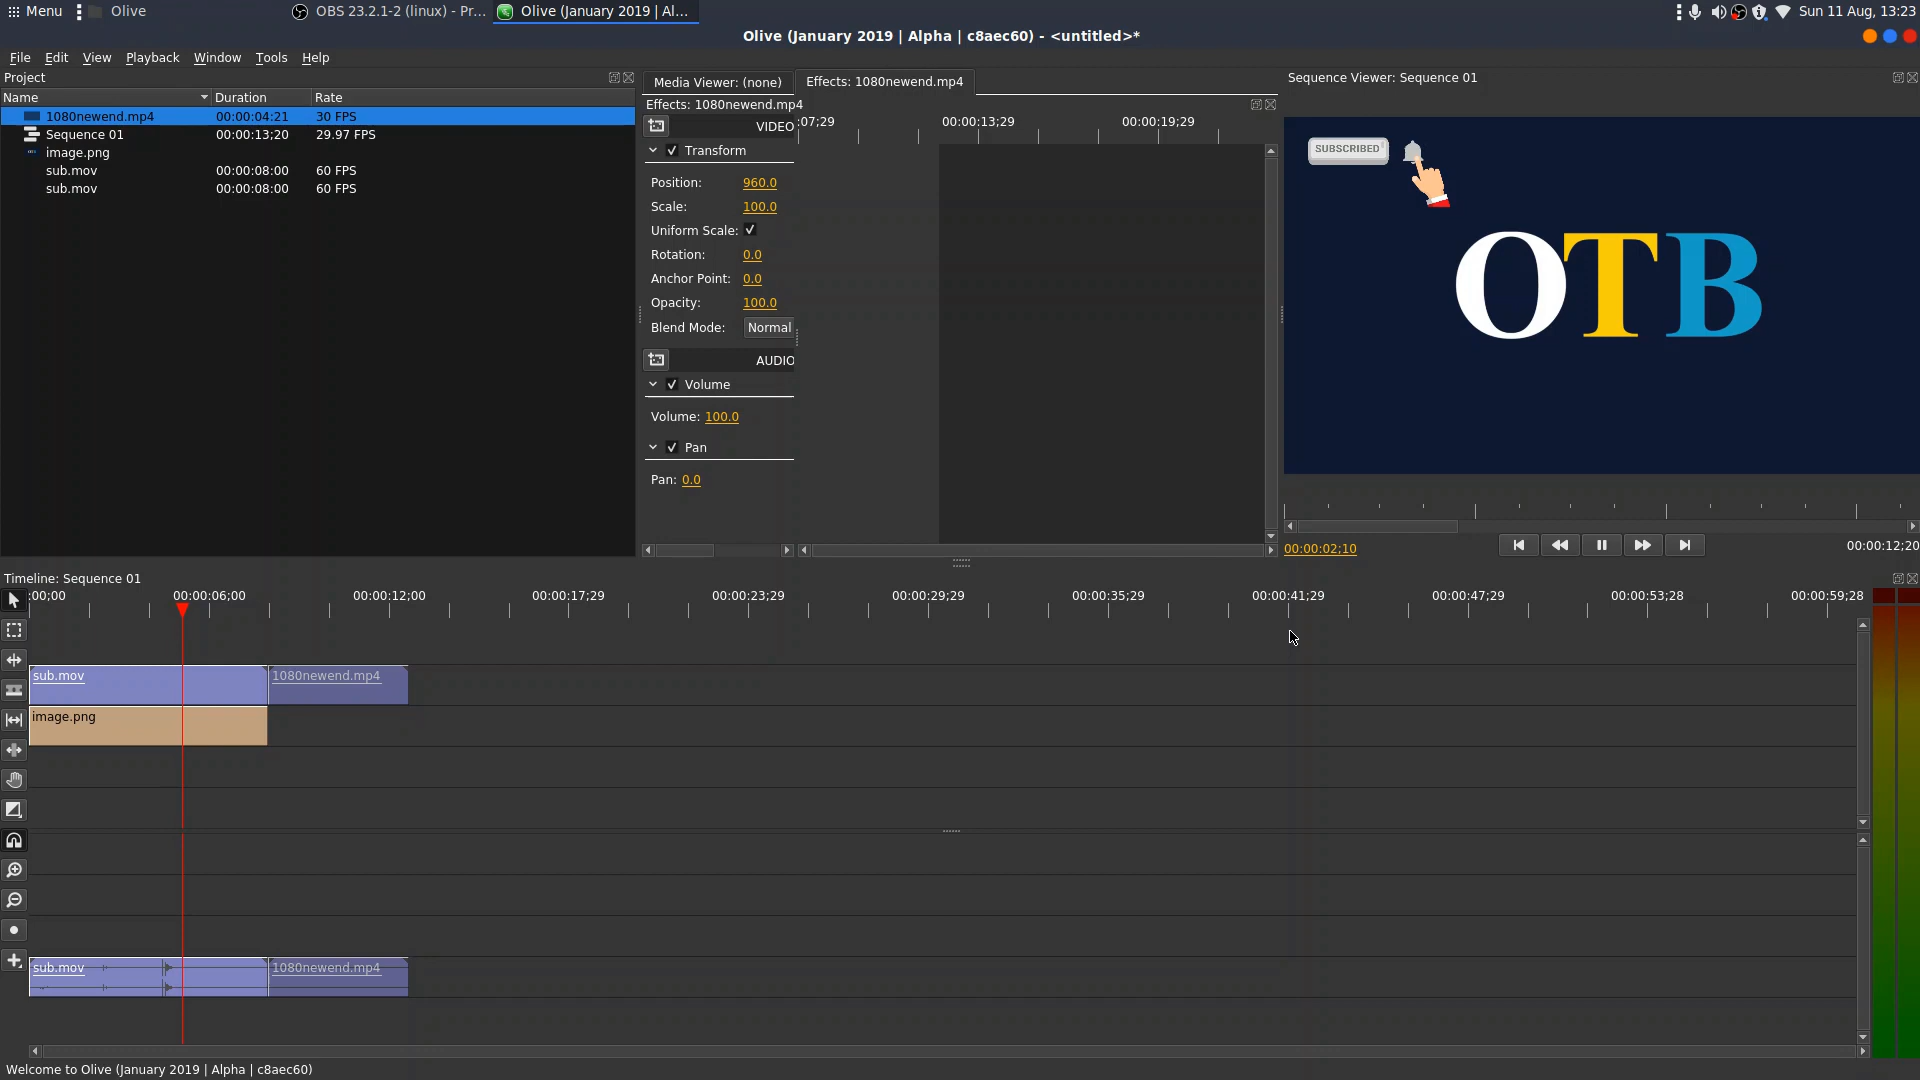 Menu Olive OBS 23.2.1-2 (linux) - Pr... Olive (January 2019 | Al... Sun 11 Aug, 13:23
Olive (January 2019 | Alpha | c8aec60) - <untitled>*
File Edit View Playback Window Tools Help
Project
Name Duration Rate
1080newend.mp4 00:00:04:21 30 FPS
Sequence 01 00:00:13;20 29.97 FPS
image.png
sub.mov 00:00:08:00 60 FPS
sub.mov 00:00:08:00 60 FPS
Media Viewer: (none) Effects: 1080newend.mp4
Effects: 1080newend.mp4
VIDEO :07;29 00:00:13;29 00:00:19;29
Transform
Position: 960.0
Scale: 100.0
Uniform Scale:
Rotation: 0.0
Anchor Point: 0.0
Opacity: 100.0
Blend Mode: Normal
AUDIO
Volume
Volume: 100.0
Pan
Pan: 0.0
Sequence Viewer: Sequence 01
SUBSCRIBED
OTB
00:00:02;10 00:00:12;20
Timeline: Sequence 01
:00;00 00:00:06;00 00:00:12;00 00:00:17;29 00:00:23;29 00:00:29;29 00:00:35;29 00:00:41;29 00:00:47;29 00:00:53;28 00:00:59;28
sub.mov 1080newend.mp4
image.png
sub.mov 1080newend.mp4
Welcome to Olive (January 2019 | Alpha | c8aec60)